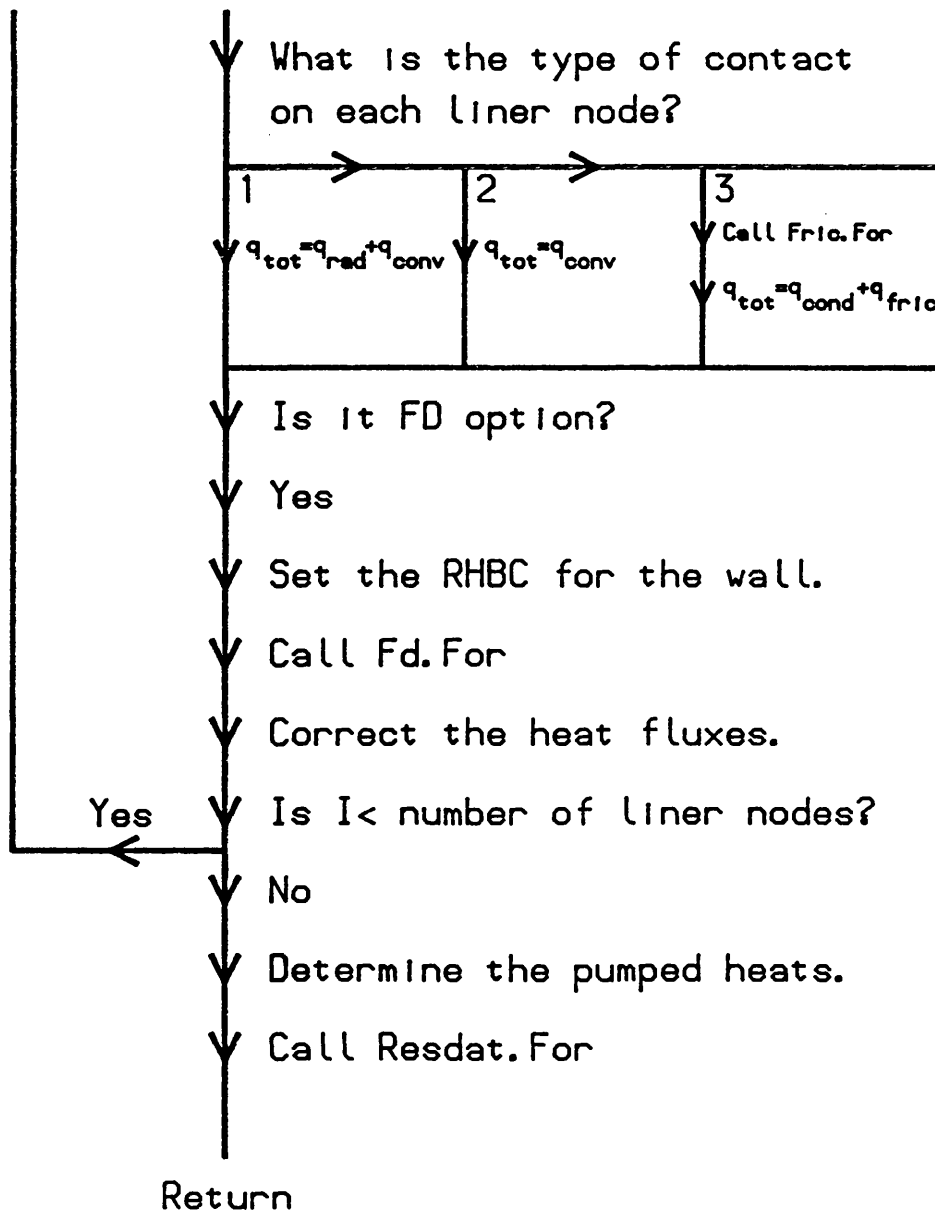 What is the type of contact
on each liner node?
1 2 3
Call Fric.For
q_tot=q_rad+q_conv q_tot=q_conv
q_tot=q_cond+q_fric
Is it FD option?
Yes
Set the RHBC for the wall.
Call Fd.For
Correct the heat fluxes.
Yes
Is I< number of liner nodes?
No
Determine the pumped heats.
Call Resdat.For
Return